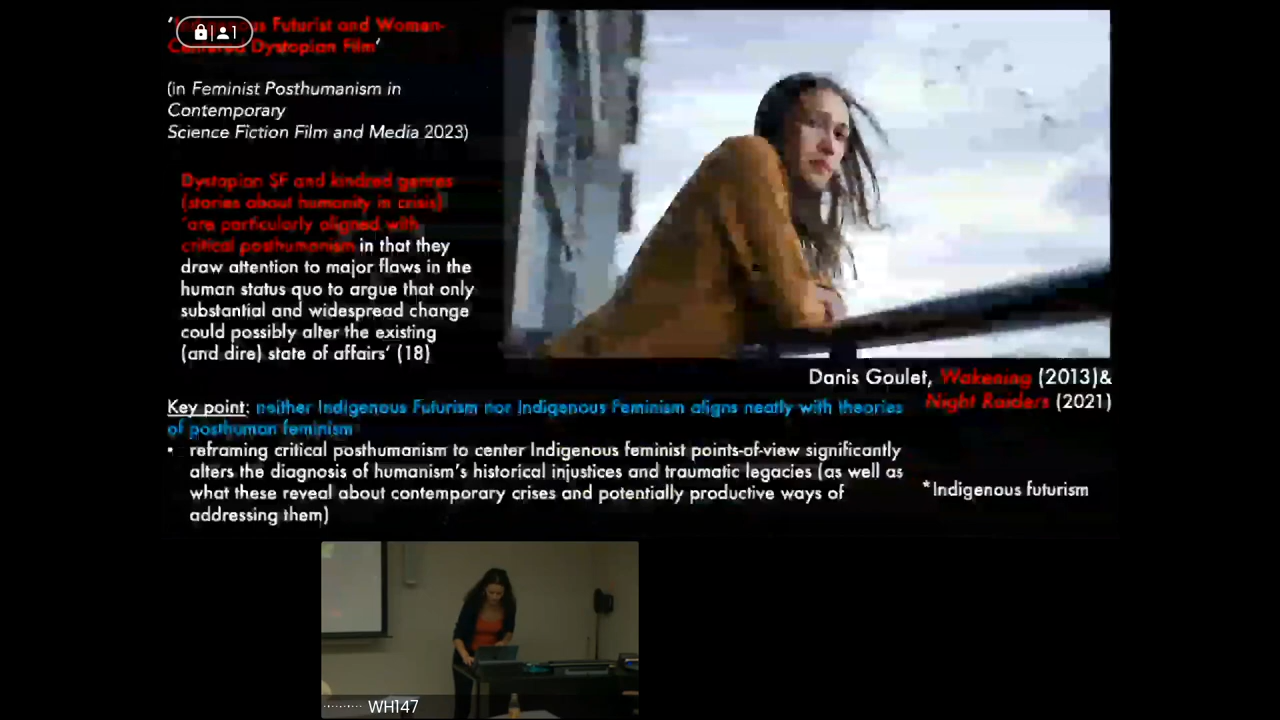 ' Futurist and Woman-
Dystopian Film'
1
(in Feminist Posthumanism in
Contemporary
Science Fiction Film and Media 2023)
Dystopian SF and kindred genres
(stories about humanity in crisis)
'are particularly aligned with
critical posthumanism in that they
draw attention to major flaws in the
human status quo to argue that only
substantial and widespread change
could possibly alter the existing
(and dire) state of affairs' (18)
Danis Goulet, Wakening (2013)&
Night Raiders (2021)
Key point: neither Indigenous Futurism nor Indigenous Feminism aligns neatly with theories
of posthuman feminism
• reframing critical posthumanism to center Indigenous feminist points-of-view significantly
alters the diagnosis of humanism's historical injustices and traumatic legacies (as well as
what these reveal about contemporary crises and potentially productive ways of
addressing them)
*Indigenous futurism
WH147